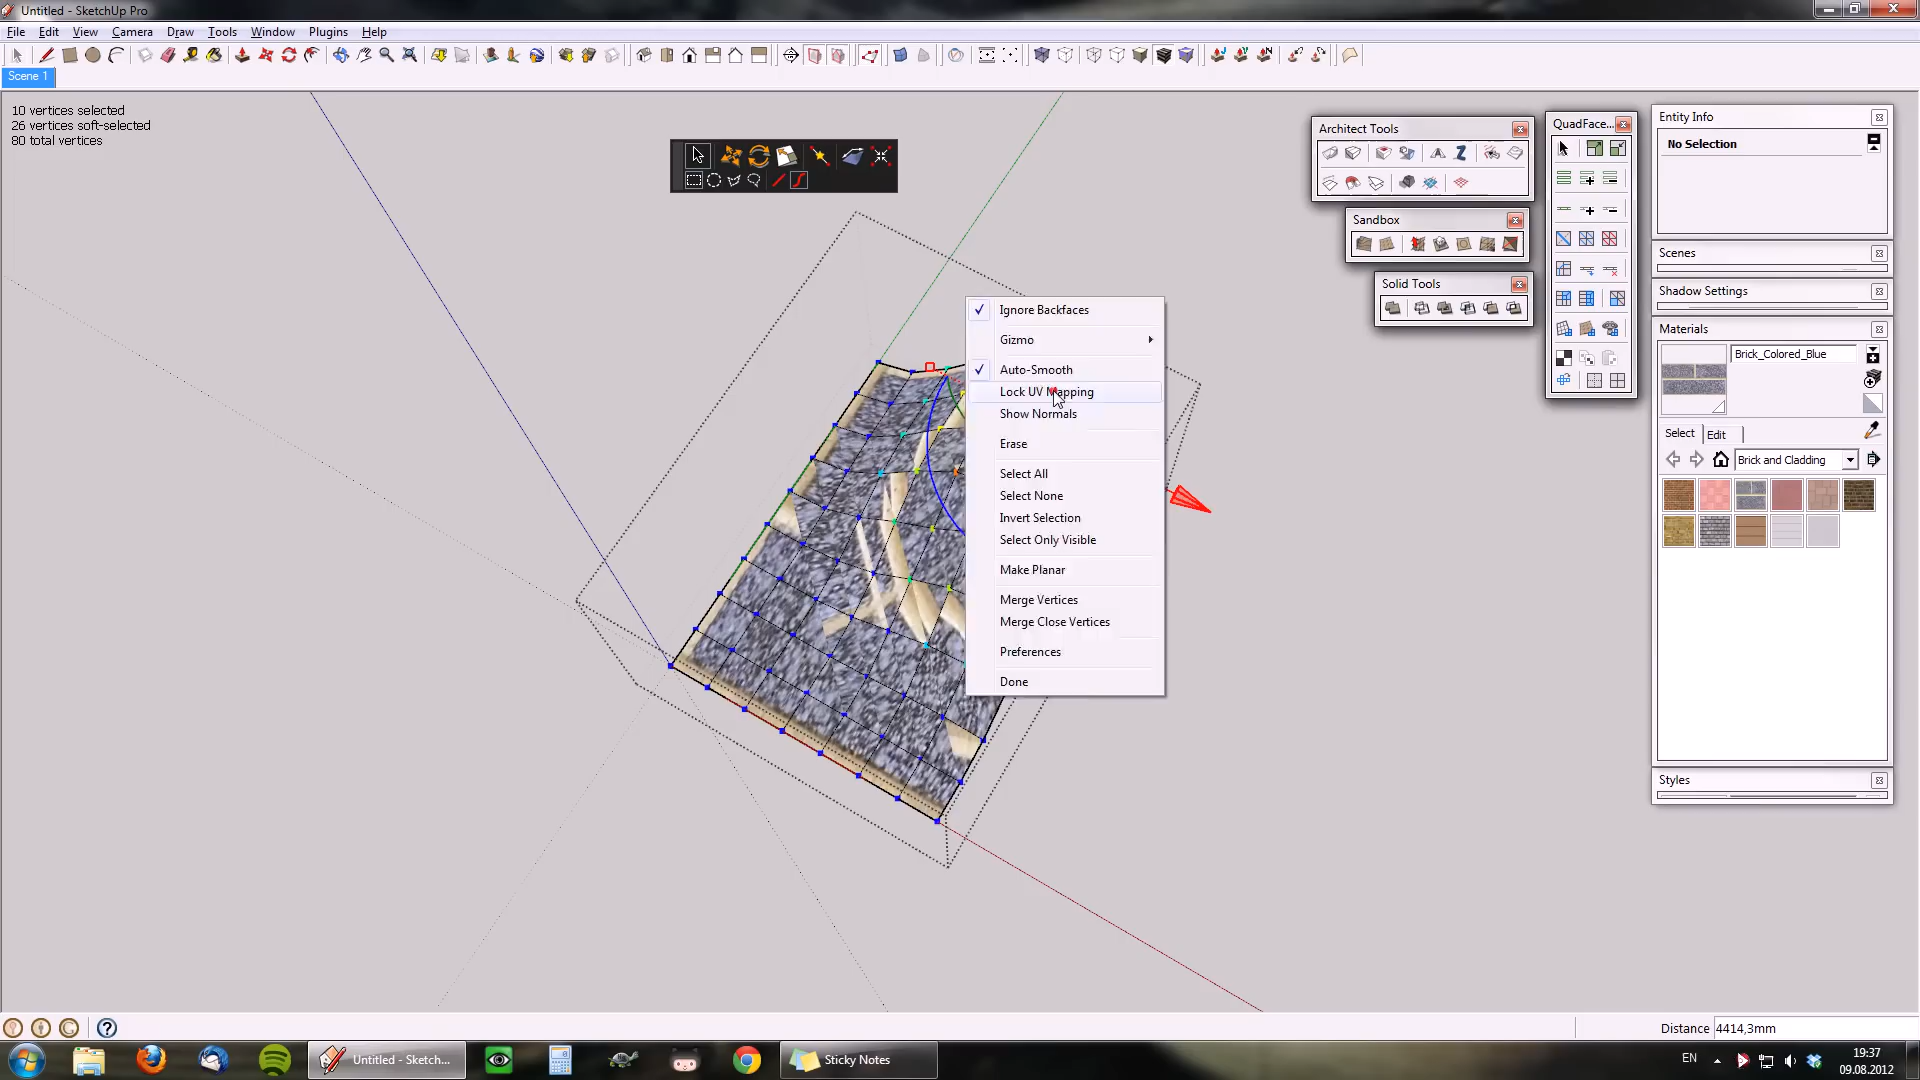 Untitled - SketchUp Pro
File Edit View Camera Draw Tools Window Plugins Help
Scene 1
10 vertices selected
26 vertices soft-selected
80 total vertices
Ignore Backfaces
Gizmo
Auto-Smooth
Lock UV Mapping
Show Normals
Erase
Select All
Select None
Invert Selection
Select Only Visible
Make Planar
Merge Vertices
Merge Close Vertices
Preferences
Done
Architect Tools
Sandbox
Solid Tools
QuadFace...
Entity Info
No Selection
Scenes
Shadow Settings
Materials
Brick_Colored_Blue
Select Edit
Brick and Cladding
Styles
Distance 4414,3mm
Untitled - Sketch...
Sticky Notes
EN
19:37
09.08.2012